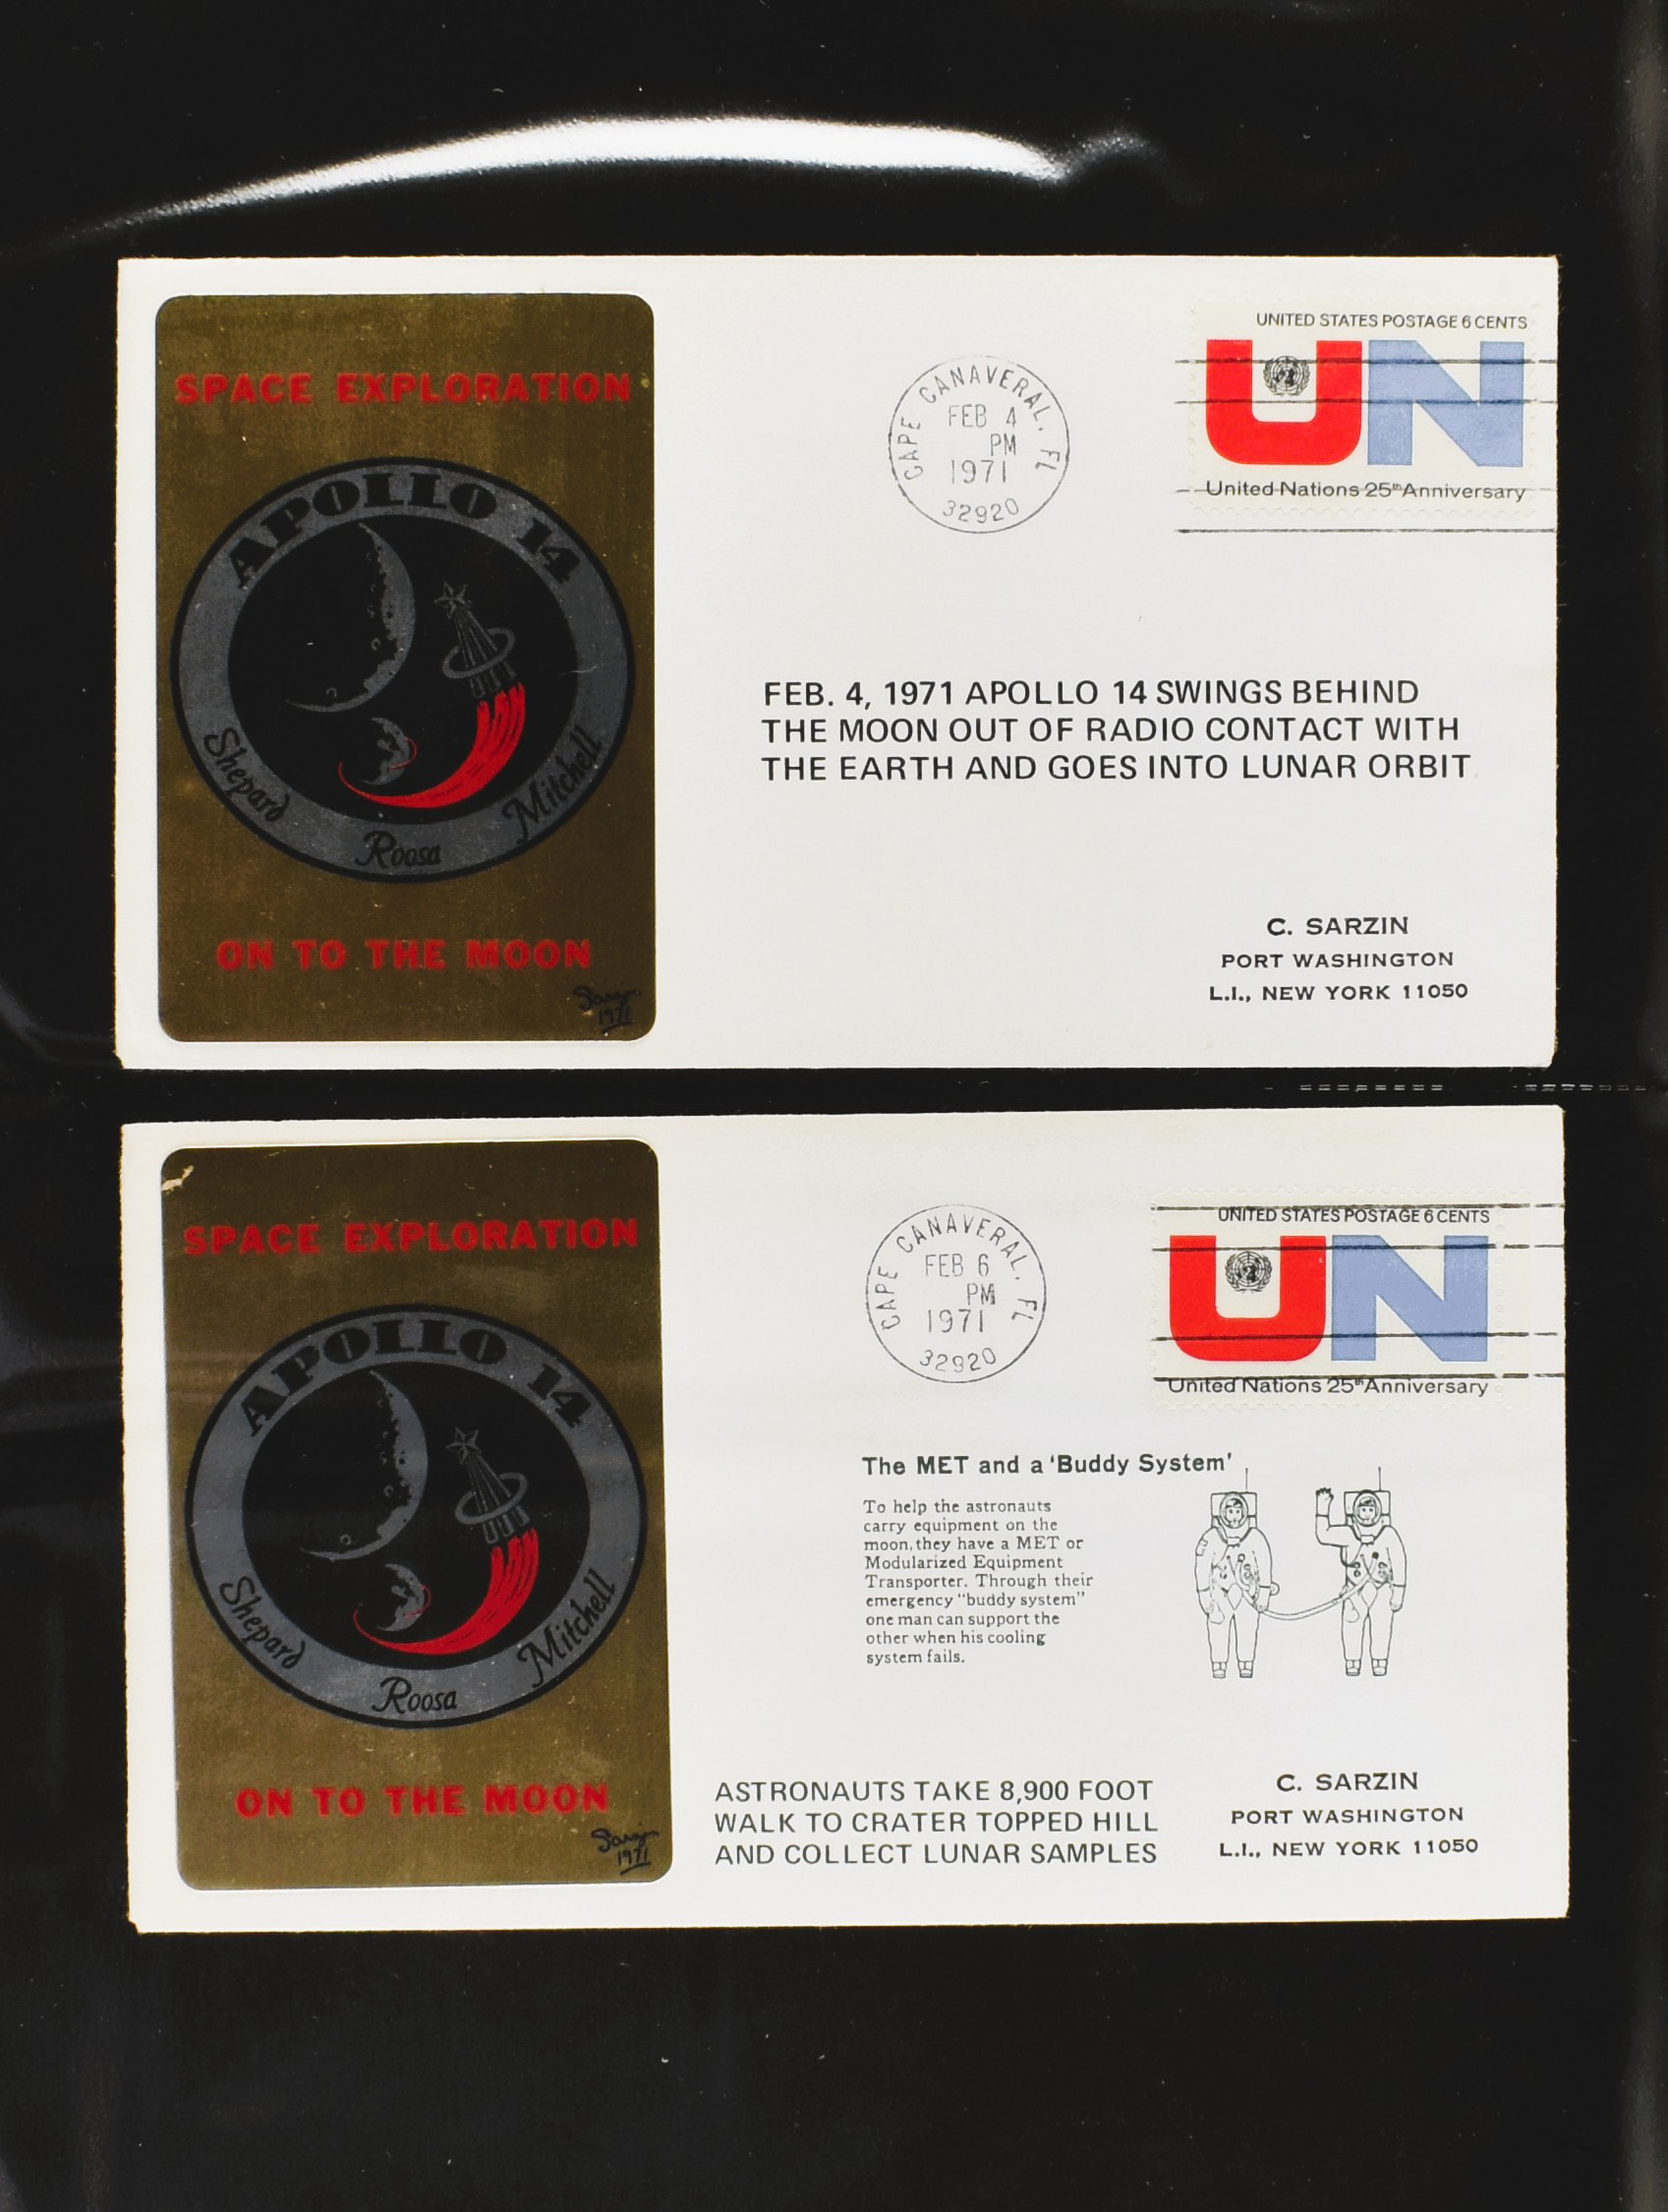 SPACE EXPLORATION
APOLLO 14
Shepard
Roosa
Mitchell
ON TO THE MOON
Sarzin
1971
CAPE CANAVERAL, FL
FEB 4
PM
1971
32920
UNITED STATES POSTAGE 6 CENTS
UN
United Nations 25th Anniversary
FEB. 4, 1971 APOLLO 14 SWINGS BEHIND
THE MOON OUT OF RADIO CONTACT WITH
THE EARTH AND GOES INTO LUNAR ORBIT
C. SARZIN
PORT WASHINGTON
L.I., NEW YORK 11050
SPACE EXPLORATION
APOLLO 14
Shepard
Roosa
Mitchell
ON TO THE MOON
Sarzin
1971
CAPE CANAVERAL, FL
FEB 6
PM
1971
32920
UNITED STATES POSTAGE 6 CENTS
UN
United Nations 25th Anniversary
The MET and a 'Buddy System'
To help the astronauts
carry equipment on the
moon, they have a MET or
Modularized Equipment
Transporter. Through their
emergency "buddy system"
one man can support the
other when his cooling
system fails.
ASTRONAUTS TAKE 8,900 FOOT
WALK TO CRATER TOPPED HILL
AND COLLECT LUNAR SAMPLES
C. SARZIN
PORT WASHINGTON
L.I., NEW YORK 11050